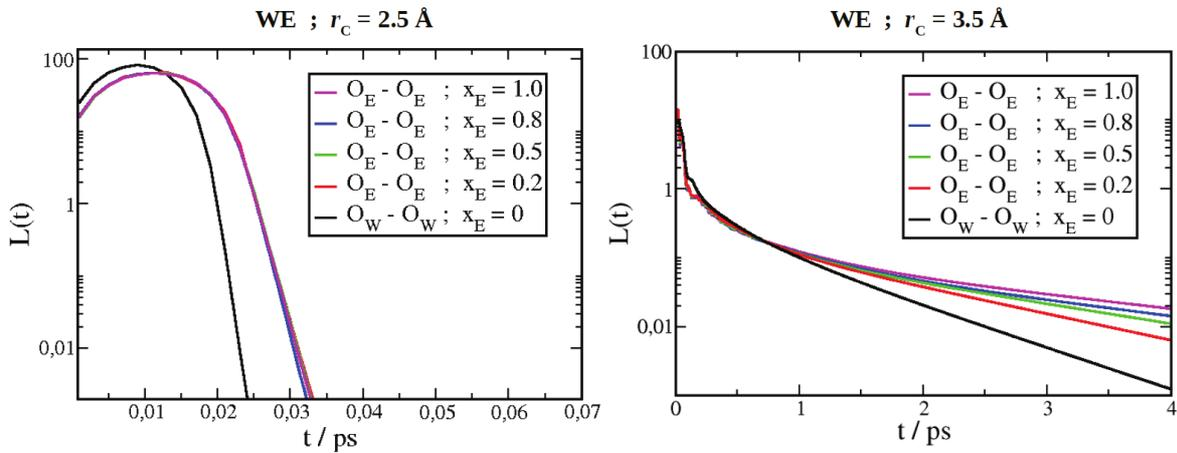 WE ; r_C = 2.5 Å
100
1
0,01
L(t)
O_E - O_E ; x_E = 1.0
O_E - O_E ; x_E = 0.8
O_E - O_E ; x_E = 0.5
O_E - O_E ; x_E = 0.2
O_W - O_W ; x_E = 0
0,01 0,02 0,03 0,04 0,05 0,06 0,07
t / ps
WE ; r_C = 3.5 Å
100
1
0,01
L(t)
O_E - O_E ; x_E = 1.0
O_E - O_E ; x_E = 0.8
O_E - O_E ; x_E = 0.5
O_E - O_E ; x_E = 0.2
O_W - O_W ; x_E = 0
0 1 2 3 4
t / ps